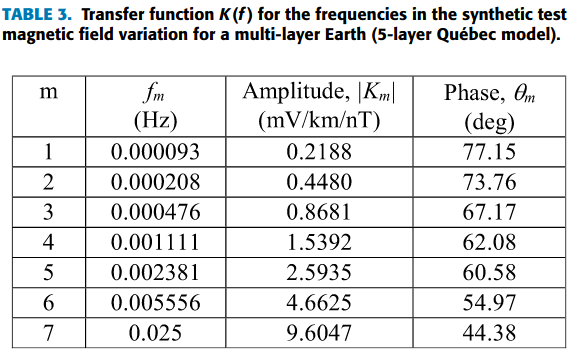 TABLE 3. Transfer function K(f) for the frequencies in the synthetic test
magnetic field variation for a multi-layer Earth (5-layer Québec model).
m fm (Hz) Amplitude, |Km| (mV/km/nT) Phase, θm (deg)
1 0.000093 0.2188 77.15
2 0.000208 0.4480 73.76
3 0.000476 0.8681 67.17
4 0.001111 1.5392 62.08
5 0.002381 2.5935 60.58
6 0.005556 4.6625 54.97
7 0.025 9.6047 44.38